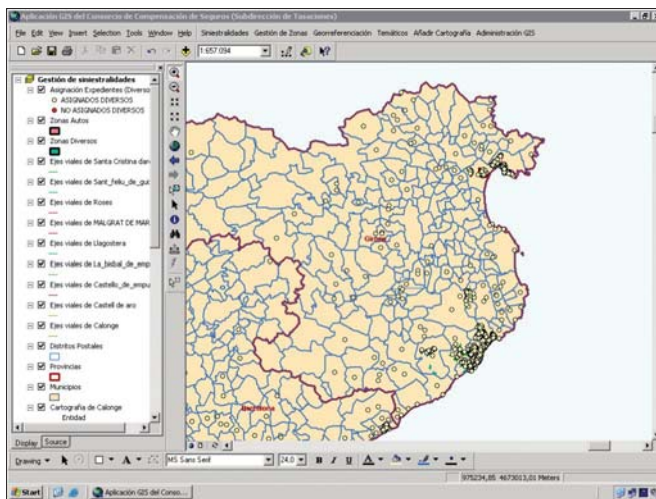 Aplicación GIS del Consorcio de Compensación de Seguros (Subdirección de Tasaciones)
File Edit View Insert Selection Tools Window Help Siniestralidades Gestión de Zonas Georreferenciación Temáticos Añadir Cartografía Administración GIS
1:657.094
Gestión de siniestralidades
Asignación Expedientes (Diverso
ASIGNADOS DIVERSOS
NO ASIGNADOS DIVERSOS
Zonas Autos
Zonas Diversos
Ejes viales de Santa Cristina daro
Ejes viales de Sant_feliu_de_gui
Ejes viales de Roses
Ejes viales de MALGRAT DE MAR
Ejes viales de Llagostera
Ejes viales de La_bisbal_de_emp
Ejes viales de Castello_de_empu
Ejes viales de Castell de aro
Ejes viales de Calonge
Distritos Postales
Provincias
Municipios
Cartografía de Calonge
Entidad
Girona
Barcelona
Display Source
Drawing A MS Sans Serif 24,0 B I U A
975234,85 4673013,01 Meters
Start Aplicación GIS del Conso...